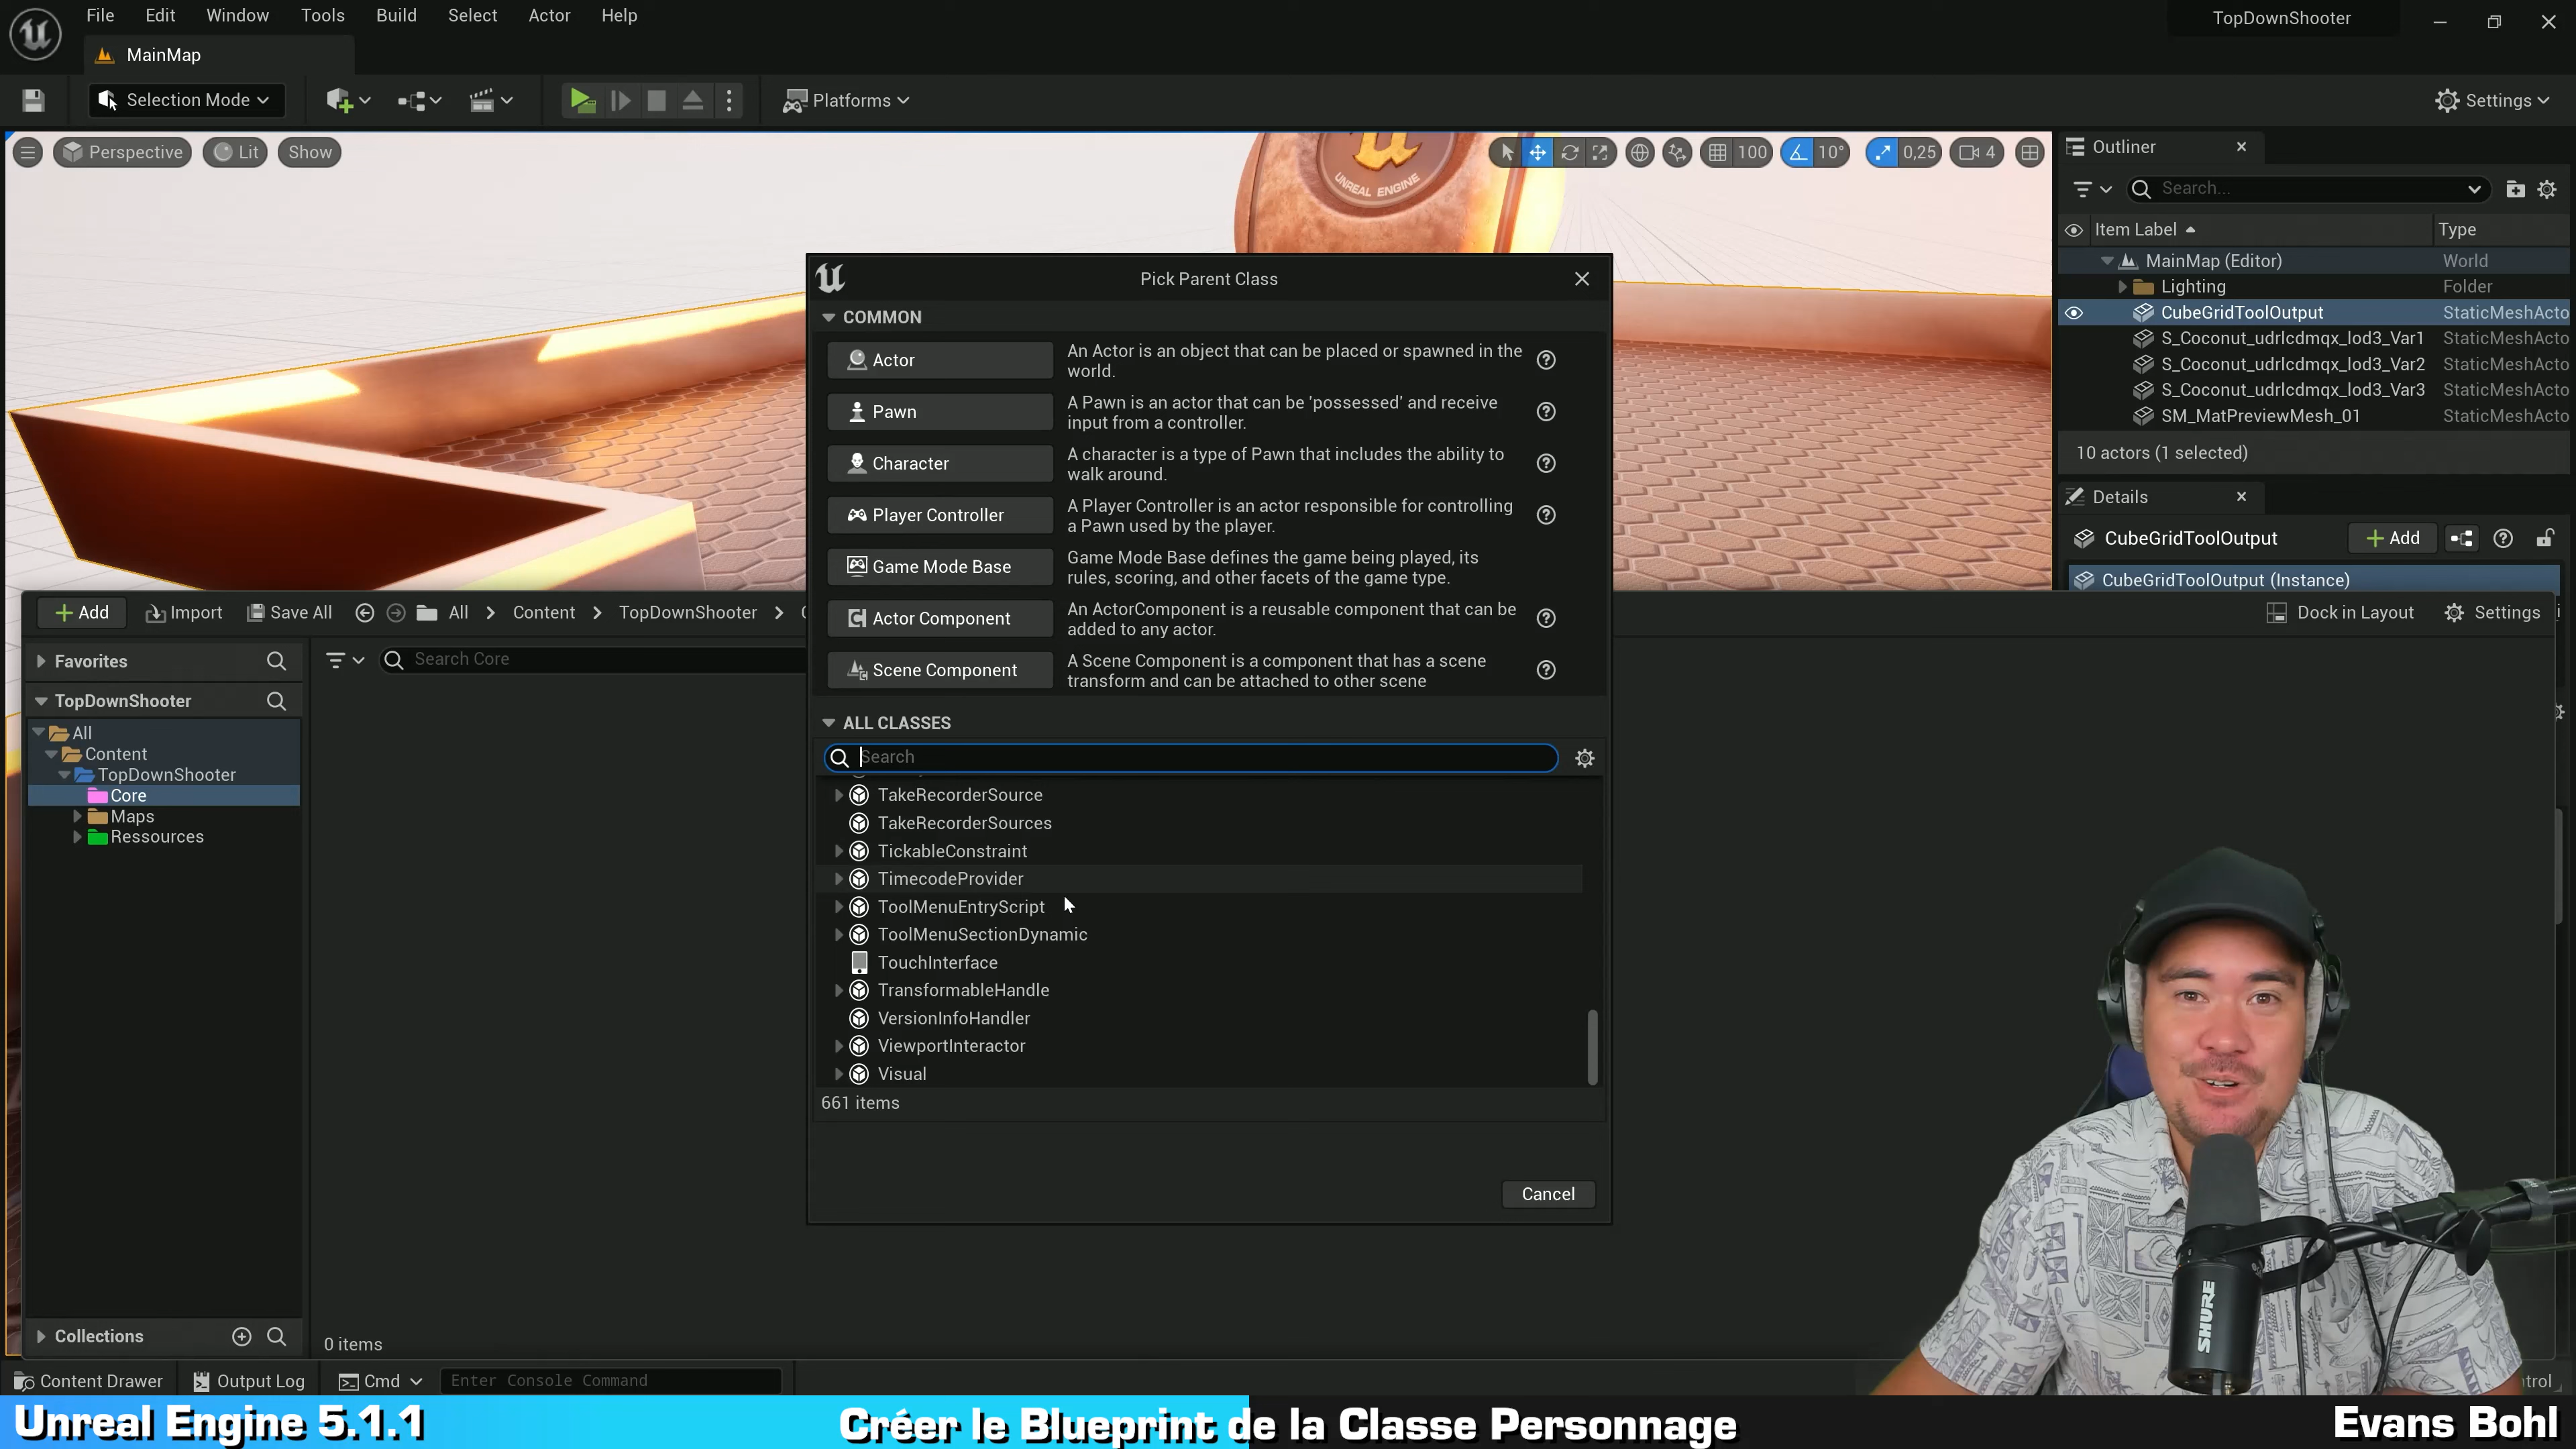 File Edit Window Tools Build Select Actor Help
TopDownShooter
MainMap
Selection Mode
Platforms
Settings
Perspective Lit Show
100 10° 0,25 4
UNREAL ENGINE
Outliner
Search...
Item Label Type
MainMap (Editor) World
Lighting Folder
CubeGridToolOutput StaticMeshActo
S_Coconut_udrlcdmqx_lod3_Var1 StaticMeshActo
S_Coconut_udrlcdmqx_lod3_Var2 StaticMeshActo
S_Coconut_udrlcdmqx_lod3_Var3 StaticMeshActo
SM_MatPreviewMesh_01 StaticMeshActo
10 actors (1 selected)
Details
CubeGridToolOutput Add
CubeGridToolOutput (Instance)
Pick Parent Class
COMMON
Actor
An Actor is an object that can be placed or spawned in the
world.
Pawn
A Pawn is an actor that can be 'possessed' and receive
input from a controller.
Character
A character is a type of Pawn that includes the ability to
walk around.
Player Controller
A Player Controller is an actor responsible for controlling
a Pawn used by the player.
Game Mode Base
Game Mode Base defines the game being played, its
rules, scoring, and other facets of the game type.
Actor Component
An ActorComponent is a reusable component that can be
added to any actor.
Scene Component
A Scene Component is a component that has a scene
transform and can be attached to other scene
ALL CLASSES
Search
TakeRecorderSource
TakeRecorderSources
TickableConstraint
TimecodeProvider
ToolMenuEntryScript
ToolMenuSectionDynamic
TouchInterface
TransformableHandle
VersionInfoHandler
ViewportInteractor
Visual
661 items
Cancel
Add Import Save All All Content TopDownShooter
Dock in Layout Settings
Favorites
Search Core
TopDownShooter
All
Content
TopDownShooter
Core
Maps
Ressources
Collections
0 items
Content Drawer Output Log Cmd Enter Console Command
SHURE
Unreal Engine 5.1.1
Créer le Blueprint de la Classe Personnage
Evans Bohl